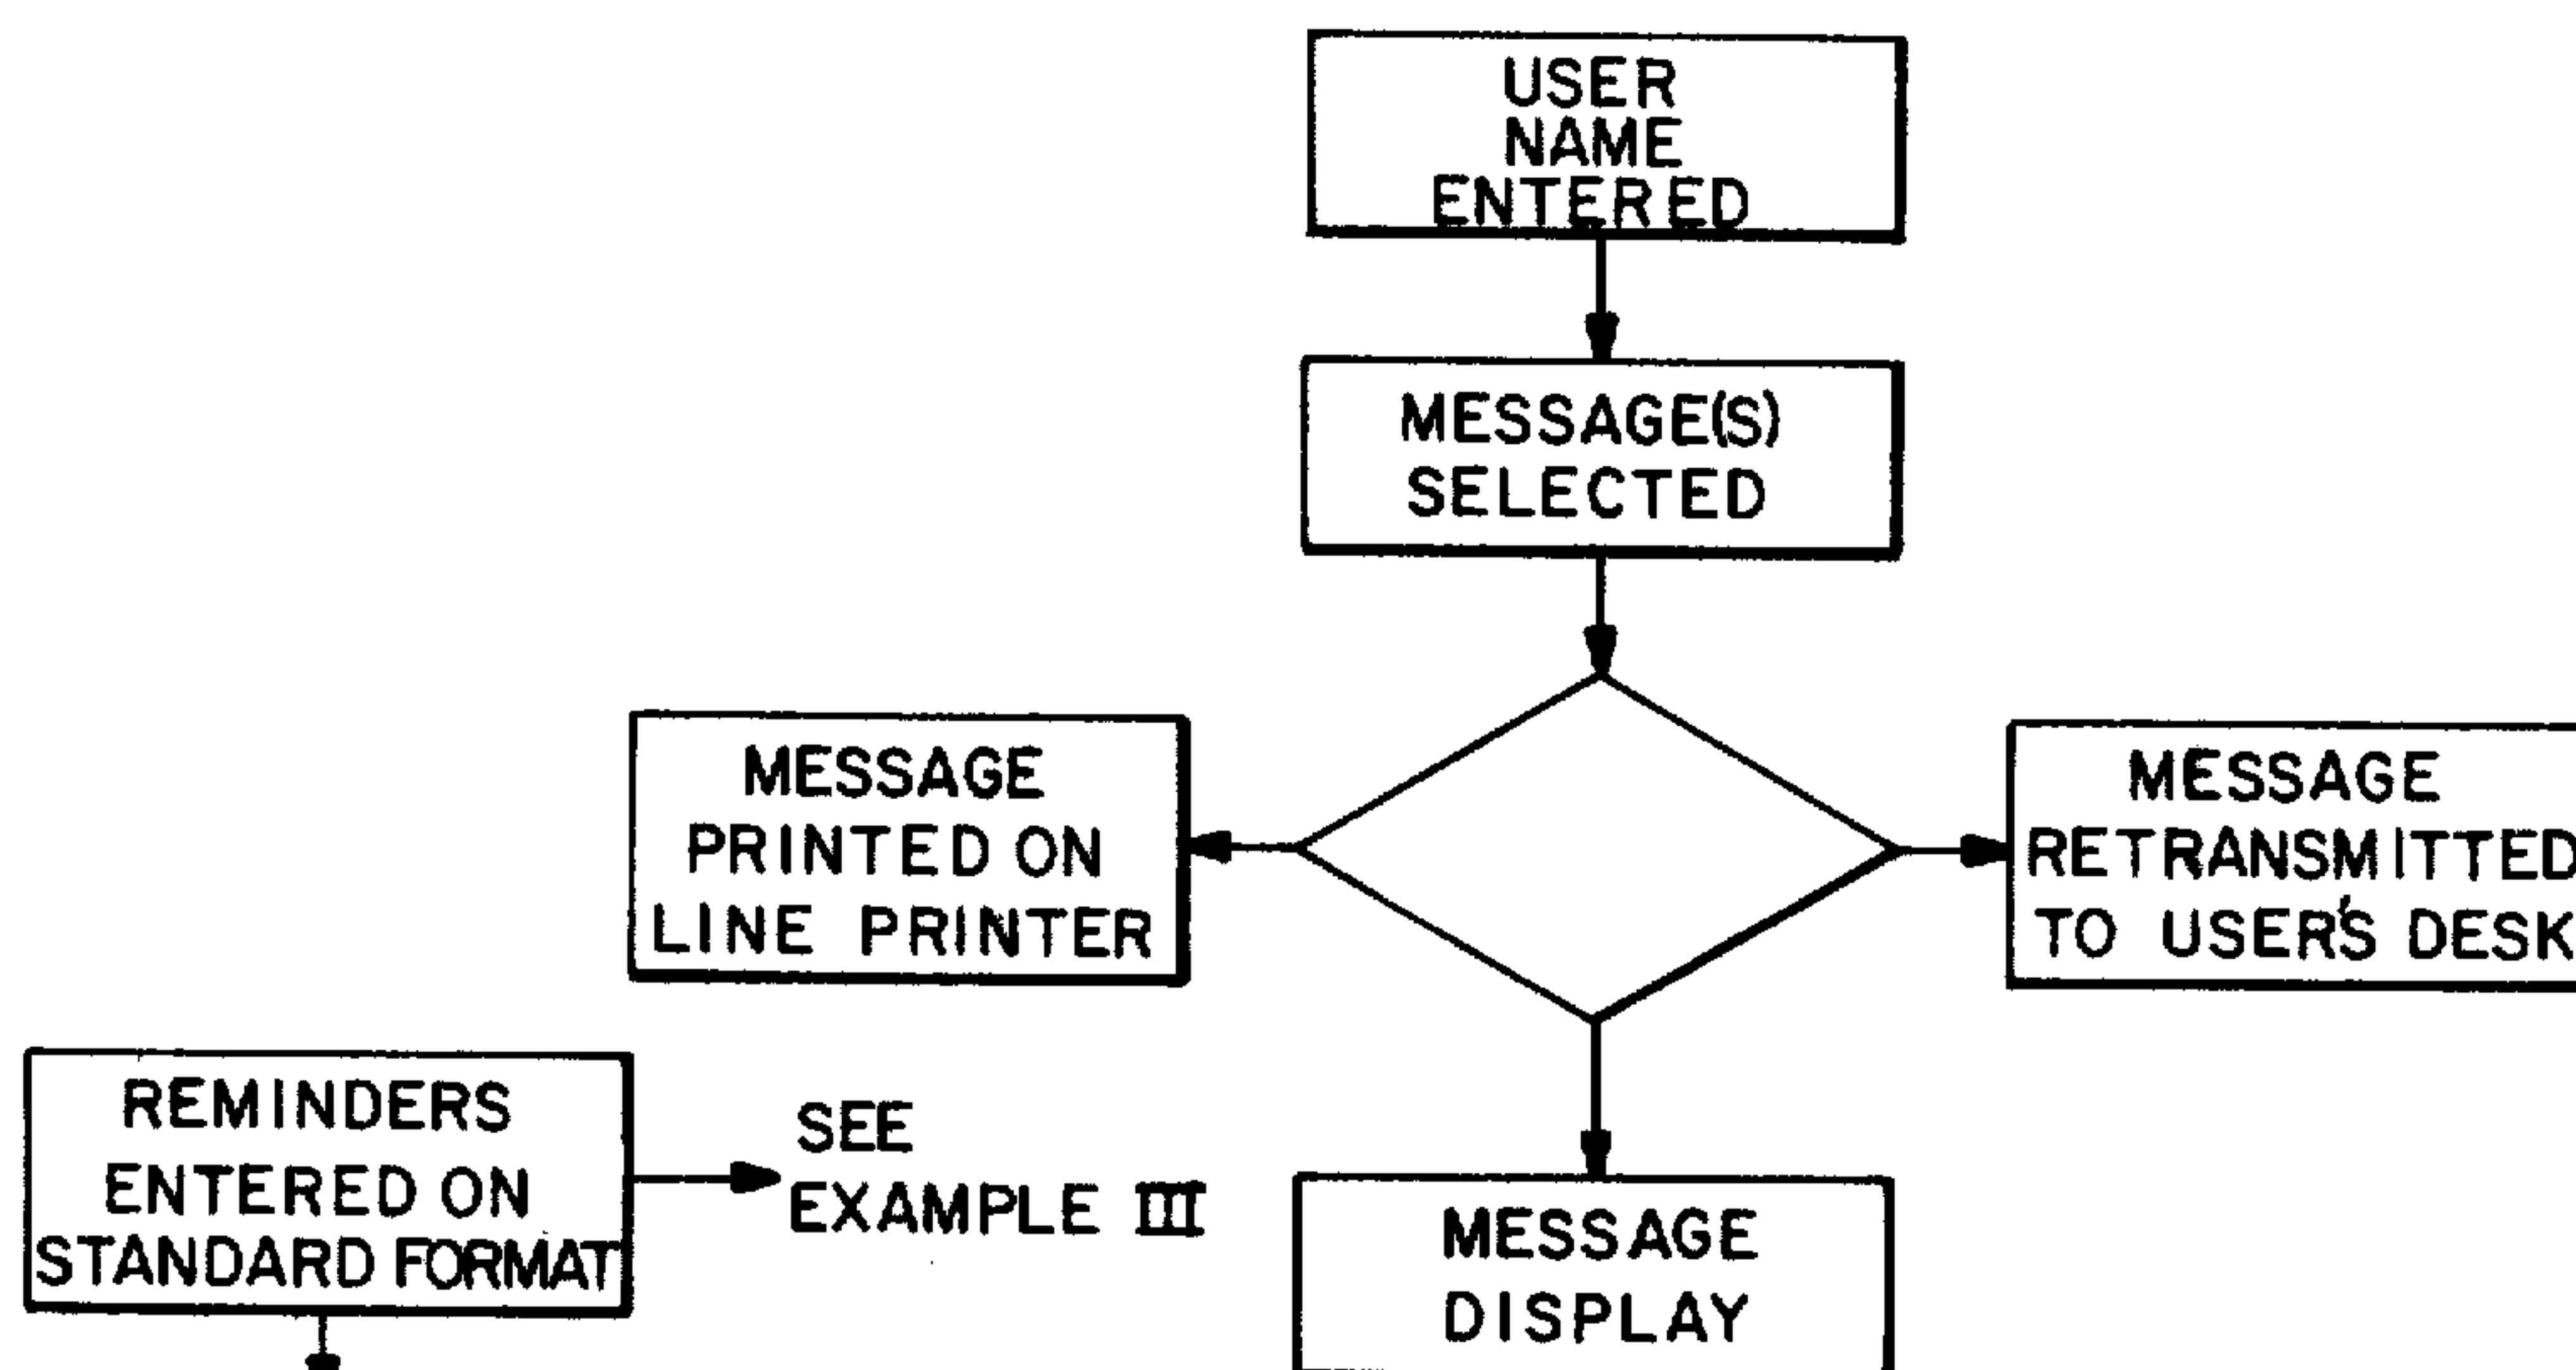 USER
NAME
ENTERED
MESSAGE(S)
SELECTED
MESSAGE
PRINTED ON
LINE PRINTER
MESSAGE
RETRANSMITTED
TO USER'S DESK
REMINDERS
ENTERED ON
STANDARD FORMAT
SEE
EXAMPLE III
MESSAGE
DISPLAY